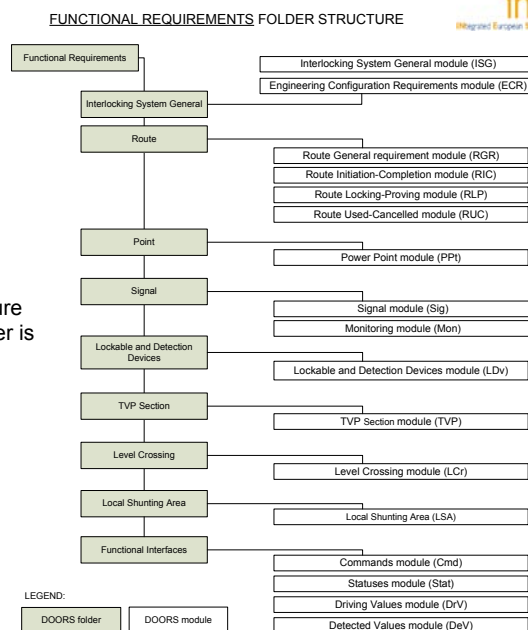 FUNCTIONAL REQUIREMENTS FOLDER STRUCTURE
INtegrated European
Functional Requirements
Interlocking System General module (ISG)
Engineering Configuration Requirements module (ECR)
Interlocking System General
Route
Route General requirement module (RGR)
Route Initiation-Completion module (RIC)
Route Locking-Proving module (RLP)
Route Used-Cancelled module (RUC)
Point
Power Point module (PPt)
Signal
Signal module (Sig)
Monitoring module (Mon)
er is
Lockable and Detection
Devices
Lockable and Detection Devices module (LDv)
TVP Section
TVP Section module (TVP)
Level Crossing
Level Crossing module (LCr)
Local Shunting Area
Local Shunting Area (LSA)
Functional Interfaces
Commands module (Cmd)
Statuses module (Stat)
Driving Values module (DrV)
Detected Values module (DeV)
LEGEND:
DOORS folder
DOORS module